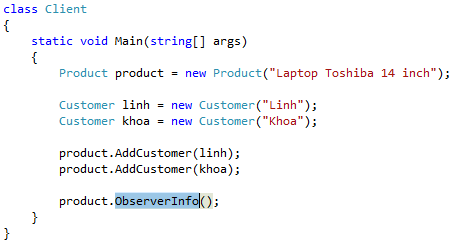 class Client
{
    static void Main(string[] args)
    {
        Product product = new Product("Laptop Toshiba 14 inch");

        Customer linh = new Customer("Linh");
        Customer khoa = new Customer("Khoa");

        product.AddCustomer(linh);
        product.AddCustomer(khoa);

        product.ObserverInfo();
    }
}